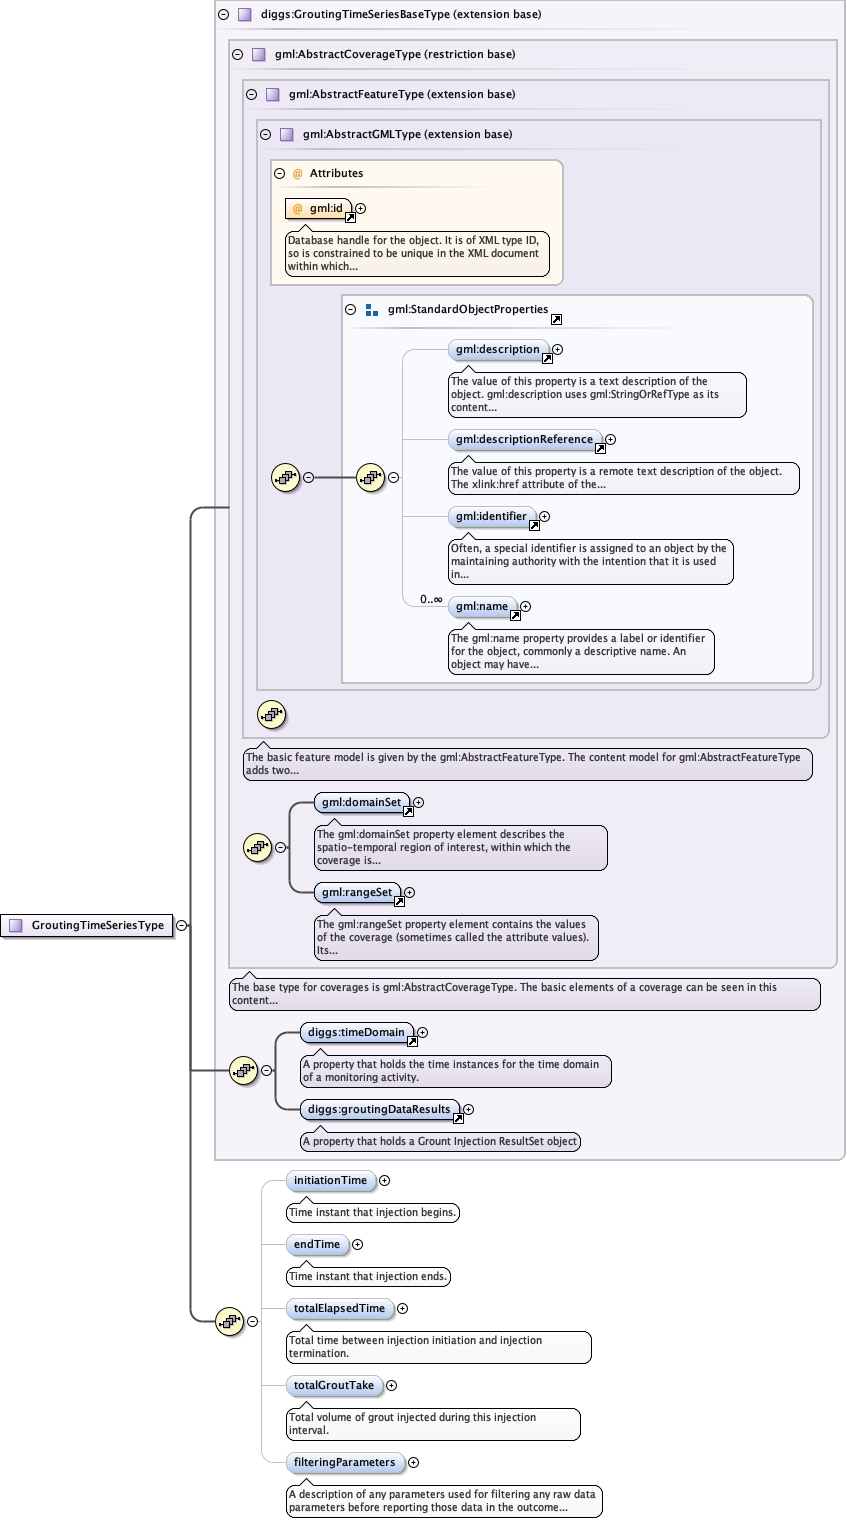 diggs:GroutingTimeSeriesBaseType (extension base)
gml:AbstractCoverageType (restriction base)
gml:AbstractFeatureType (extension base)
gml:AbstractGMLType (extension base)
@ Attributes
@ gml:id
Database handle for the object. It is of XML type ID,
so is constrained to be unique in the XML document
within which...
gml:StandardObjectProperties
gml:description
The value of this property is a text description of the
object. gml:description uses gml:StringOrRefType as its
content...
gml:descriptionReference
The value of this property is a remote text description of the object.
The xlink:href attribute of the...
gml:identifier
Often, a special identifier is assigned to an object by the
maintaining authority with the intention that it is used
in...
0..∞
gml:name
The gml:name property provides a label or identifier
for the object, commonly a descriptive name. An
object may have...
The basic feature model is given by the gml:AbstractFeatureType. The content model for gml:AbstractFeatureType
adds two...
gml:domainSet
The gml:domainSet property element describes the
spatio-temporal region of interest, within which the
coverage is...
gml:rangeSet
The gml:rangeSet property element contains the values
of the coverage (sometimes called the attribute values).
Its...
GroutingTimeSeriesType
The base type for coverages is gml:AbstractCoverageType. The basic elements of a coverage can be seen in this
content...
diggs:timeDomain
A property that holds the time instances for the time domain
of a monitoring activity.
diggs:groutingDataResults
A property that holds a Grount Injection ResultSet object
initiationTime
Time instant that injection begins.
endTime
Time instant that injection ends.
totalElapsedTime
Total time between injection initiation and injection
termination.
totalGroutTake
Total volume of grout injected during this injection
interval.
filteringParameters
A description of any parameters used for filtering any raw data
parameters before reporting those data in the outcome...